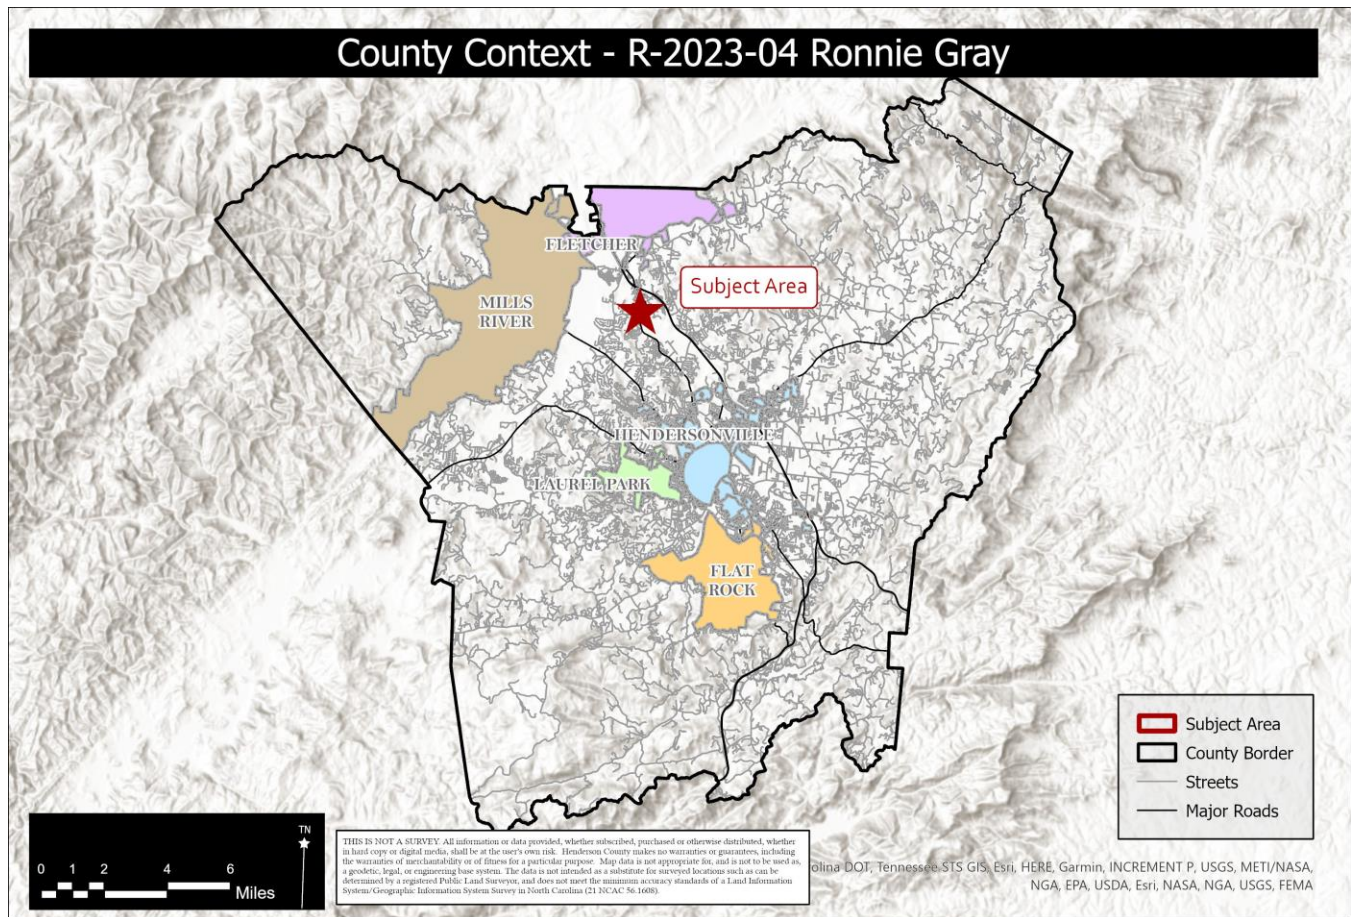 County Context - R-2023-04 Ronnie Gray
FLETCHER
Subject Area
MILLS
RIVER
HENDERSONVILLE
LAUREL PARK
FLAT
ROCK
Subject Area
County Border
Streets
Major Roads
TN
0 1 2 4 6
Miles
THIS IS NOT A SURVEY. All information or data provided, whether subscribed, purchased or otherwise distributed, whether
in hard copy or digital media, shall be at the user's own risk. Henderson County makes no warranties or guarantees, including
the warranties of merchantability or of fitness for a particular purpose. Map data is not appropriate for, and is not to be used as,
a geodetic, legal, or engineering base system. The data is not intended as a substitute for surveyed locations such as can be
determined by a registered Public Land Surveyor, and does not meet the minimum accuracy standards of a Land Information
System/Geographic Information System Survey in North Carolina (21 NCAC 56.1608).
olina DOT, Tennessee STS GIS, Esri, HERE, Garmin, INCREMENT P, USGS, METI/NASA,
NGA, EPA, USDA, Esri, NASA, NGA, USGS, FEMA